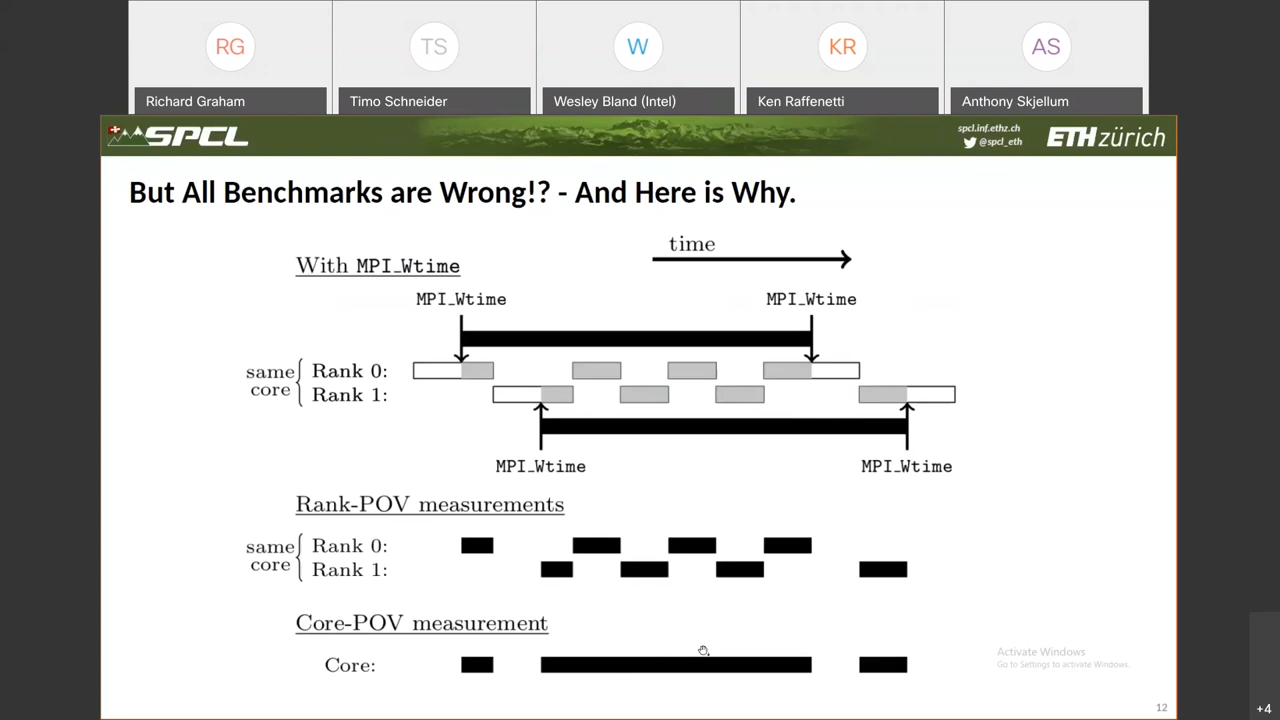 RG
TS
W
KR
AS
Richard Graham
Timo Schneider
Wesley Bland (Intel)
Ken Raffenetti
Anthony Skjellum
SPCL
spcl.inf.ethz.ch
@spcl_eth
ETH zürich
But All Benchmarks are Wrong!? - And Here is Why.
time
With MPI_Wtime
MPI_Wtime
MPI_Wtime
same core
Rank 0:
Rank 1:
MPI_Wtime
MPI_Wtime
Rank-POV measurements
same core
Rank 0:
Rank 1:
Core-POV measurement
Core:
Activate Windows
Go to Settings to activate Windows.
12
+4